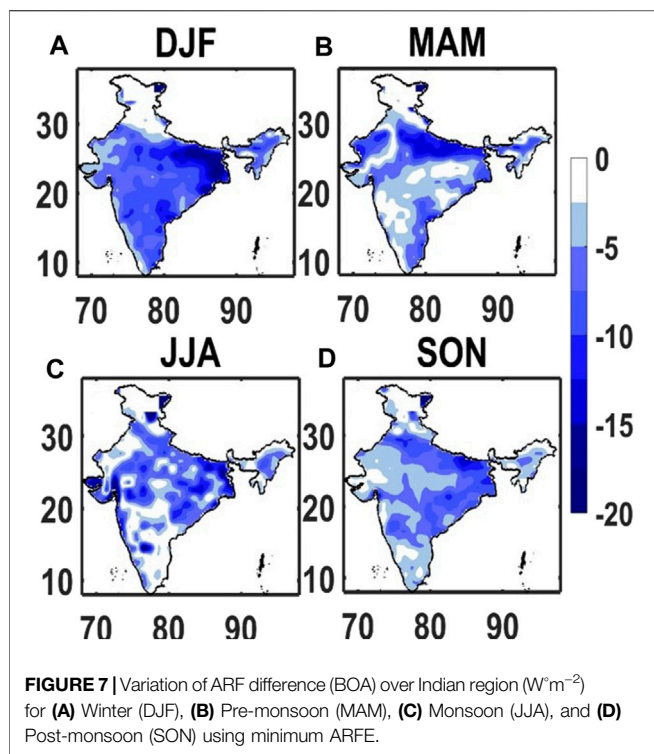 A DJF
B MAM
30
20
10
70 80 90
30
20
10
70 80 90
0
-5
-10
-15
-20
C JJA
D SON
30
20
10
70 80 90
30
20
10
70 80 90
FIGURE 7 | Variation of ARF difference (BOA) over Indian region (W°m−2)
for (A) Winter (DJF), (B) Pre-monsoon (MAM), (C) Monsoon (JJA), and (D)
Post-monsoon (SON) using minimum ARFE.